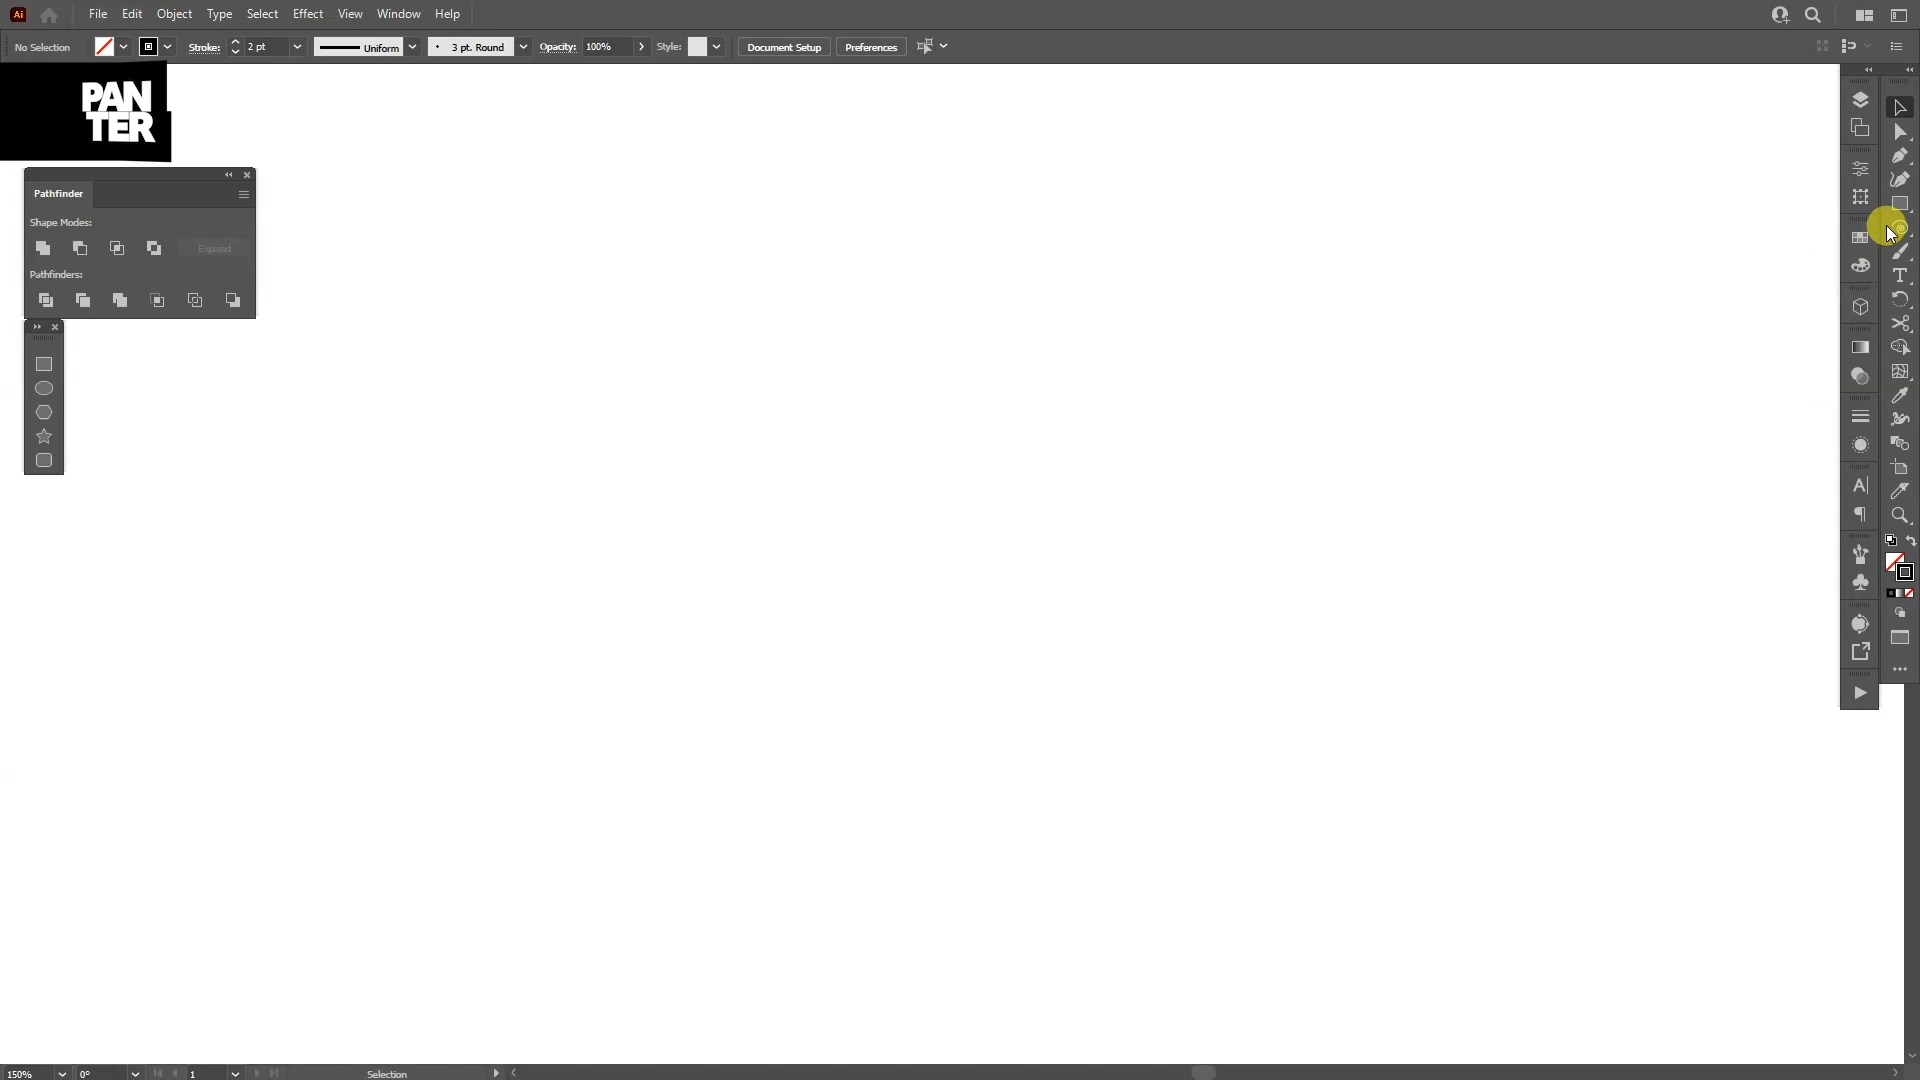 Ai File Edit Object Type Select Effect View Window Help
No Selection Stroke: 2 pt Uniform 3 pt. Round Opacity: 100% Style: Document Setup Preferences
PAN
TER
Pathfinder
Shape Modes:
Expand
Pathfinders:
150% 0° 1 Selection